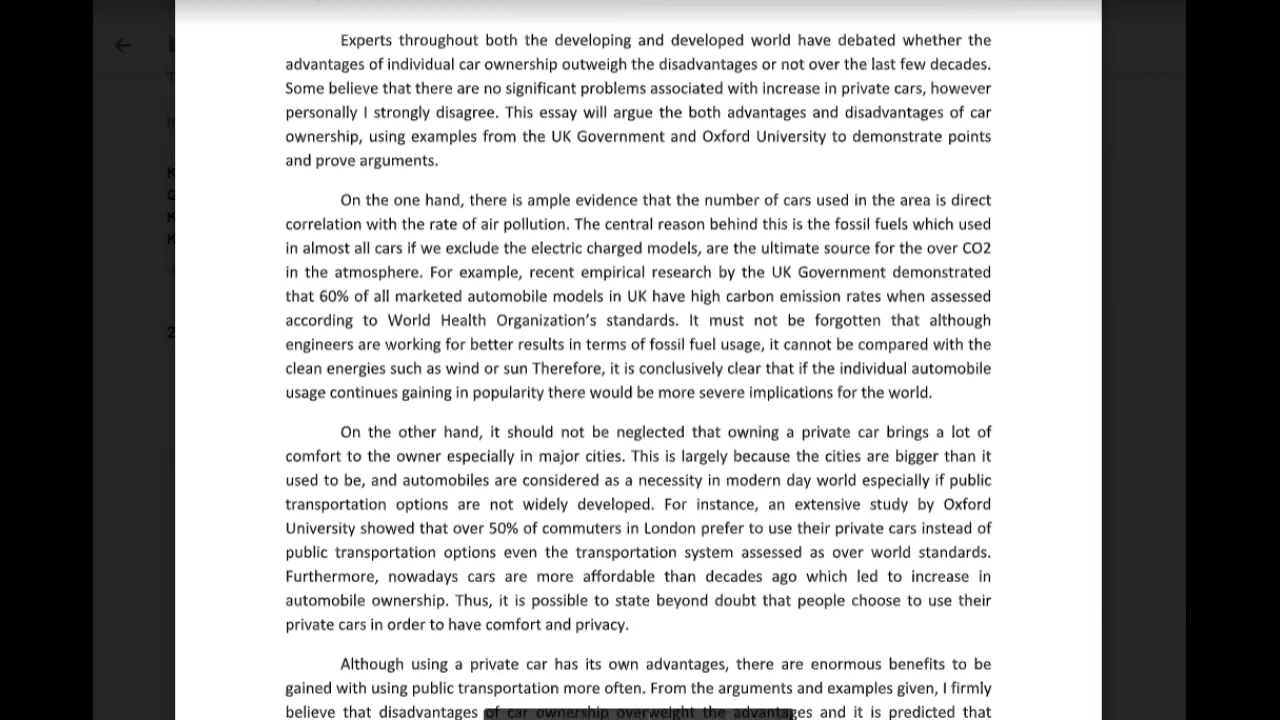 Experts throughout both the developing and developed world have debated whether the
advantages of individual car ownership outweigh the disadvantages or not over the last few decades.
Some believe that there are no significant problems associated with increase in private cars, however
personally I strongly disagree. This essay will argue the both advantages and disadvantages of car
ownership, using examples from the UK Government and Oxford University to demonstrate points
and prove arguments.
On the one hand, there is ample evidence that the number of cars used in the area is direct
correlation with the rate of air pollution. The central reason behind this is the fossil fuels which used
in almost all cars if we exclude the electric charged models, are the ultimate source for the over CO2
in the atmosphere. For example, recent empirical research by the UK Government demonstrated
that 60% of all marketed automobile models in UK have high carbon emission rates when assessed
according to World Health Organization’s standards. It must not be forgotten that although
engineers are working for better results in terms of fossil fuel usage, it cannot be compared with the
clean energies such as wind or sun Therefore, it is conclusively clear that if the individual automobile
usage continues gaining in popularity there would be more severe implications for the world.
On the other hand, it should not be neglected that owning a private car brings a lot of
comfort to the owner especially in major cities. This is largely because the cities are bigger than it
used to be, and automobiles are considered as a necessity in modern day world especially if public
transportation options are not widely developed. For instance, an extensive study by Oxford
University showed that over 50% of commuters in London prefer to use their private cars instead of
public transportation options even the transportation system assessed as over world standards.
Furthermore, nowadays cars are more affordable than decades ago which led to increase in
automobile ownership. Thus, it is possible to state beyond doubt that people choose to use their
private cars in order to have comfort and privacy.
Although using a private car has its own advantages, there are enormous benefits to be
gained with using public transportation more often. From the arguments and examples given, I firmly
believe that disadvantages of car ownership overweight the advantages and it is predicted that